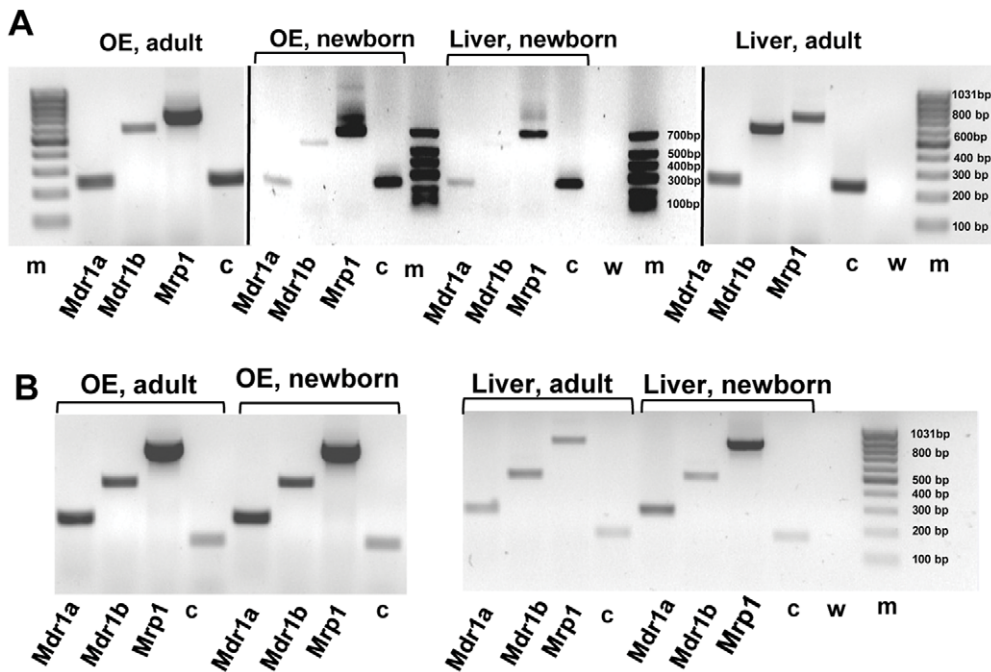 A
OE, adult
OE, newborn
Liver, newborn
Liver, adult
1031bp
800 bp
600bp
400 bp
300 bp
200 bp
100 bp
700bp
500bp
400bp
300bp
100bp
m Mdr1a Mdr1b Mrp1 c Mdr1a Mdr1b Mrp1 c m Mdr1a Mdr1b Mrp1 c w m Mdr1a Mdr1b Mrp1 c w m
B
OE, adult
OE, newborn
Liver, adult
Liver, newborn
1031bp
800 bp
500 bp
400 bp
300 bp
200 bp
100 bp
Mdr1a Mdr1b Mrp1 c Mdr1a Mdr1b Mrp1 c Mdr1a Mdr1b Mrp1 c Mdr1a Mdr1b Mrp1 c w m